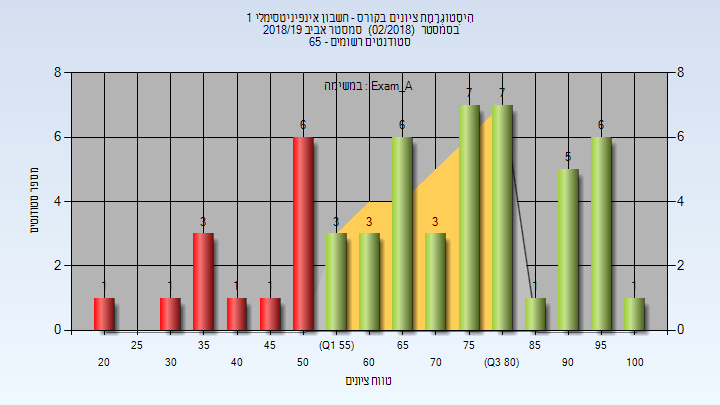 הִיסְטוֹגְרָמַת ציונים בקורס - חשבון אינפיניטסימלי 1
בסמסטר (02/2018) סמסטר אביב 2018/19
סטודנטים רשומים - 65
במשימה : Exam_A
מספר סטודנטים
8 8
7 7
6 6 6 6 6
5
4 4
3 3 3 3
2 2
1 1 1 1 1 1
0 0
25 35 45 (Q1 55) 65 75 85 95
20 30 40 50 60 70 (Q3 80) 90 100
טווח ציונים